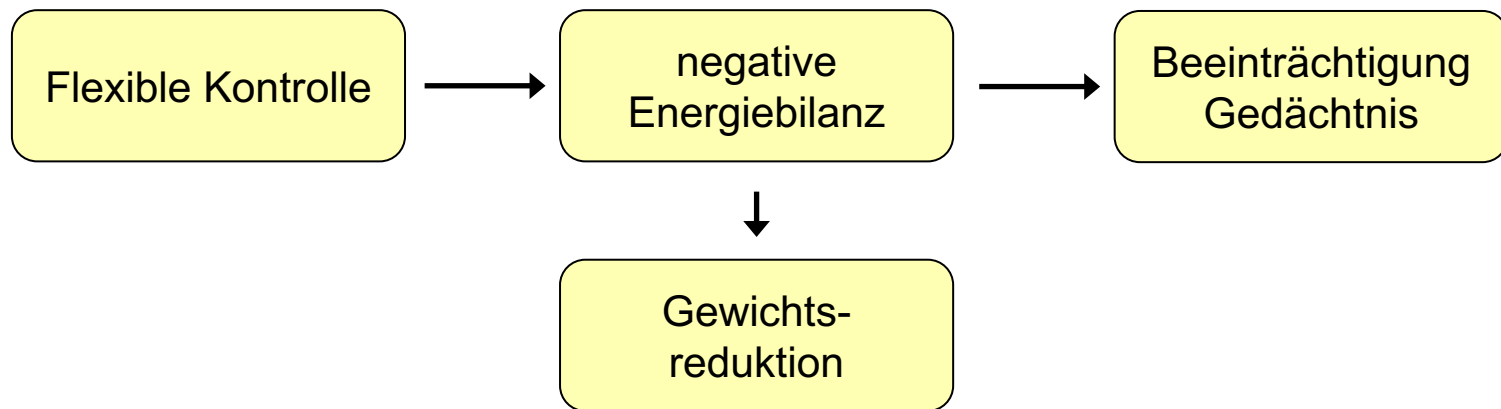 Flexible Kontrolle
negative
Energiebilanz
Beeinträchtigung
Gedächtnis
Gewichts-
reduktion